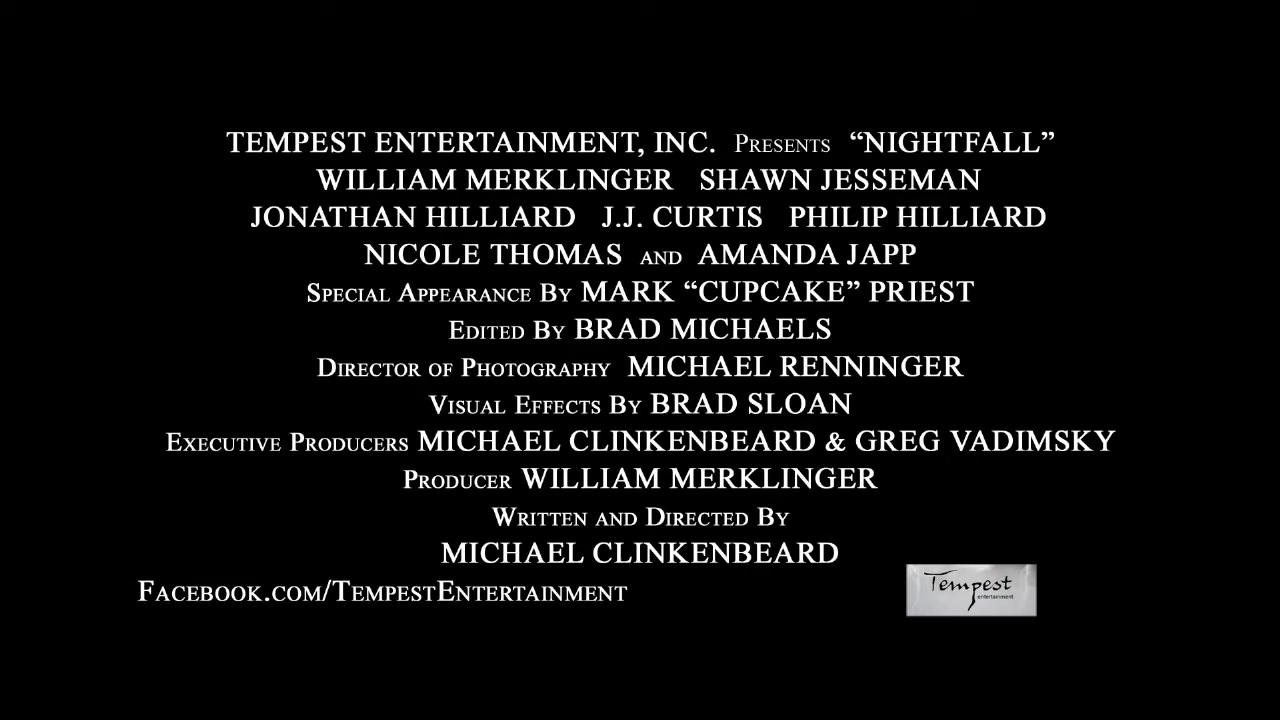 TEMPEST ENTERTAINMENT, INC. PRESENTS “NIGHTFALL”
WILLIAM MERKLINGER SHAWN JESSEMAN
JONATHAN HILLIARD J.J. CURTIS PHILIP HILLIARD
NICOLE THOMAS AND AMANDA JAPP
SPECIAL APPEARANCE BY MARK “CUPCAKE” PRIEST
EDITED BY BRAD MICHAELS
DIRECTOR OF PHOTOGRAPHY MICHAEL RENNINGER
VISUAL EFFECTS BY BRAD SLOAN
EXECUTIVE PRODUCERS MICHAEL CLINKENBEARD & GREG VADIMSKY
PRODUCER WILLIAM MERKLINGER
WRITTEN AND DIRECTED BY
MICHAEL CLINKENBEARD
FACEBOOK.COM/TEMPESTENTERTAINMENT
Tempest
entertainment